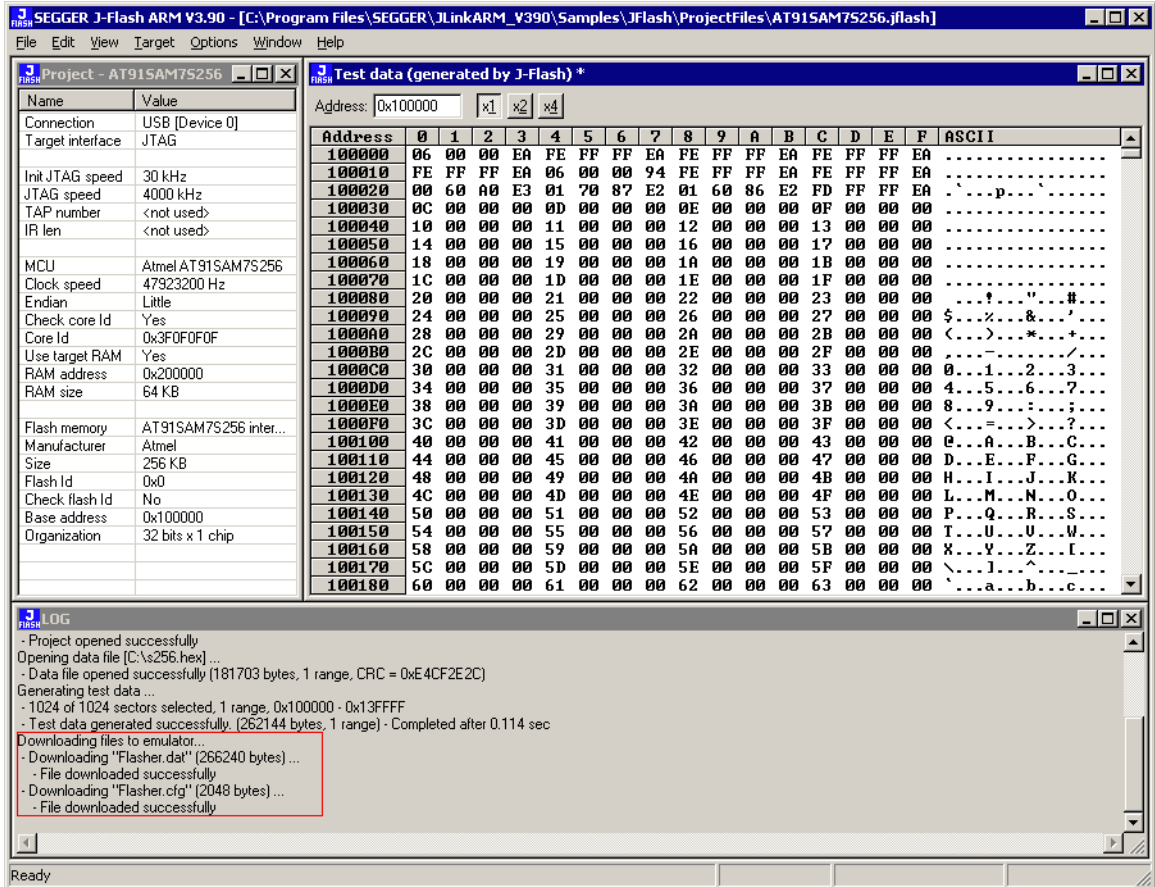 SEGGER J-Flash ARM V3.90 - [C:\Program Files\SEGGER\JLinkARM_V390\Samples\JFlash\ProjectFiles\AT91SAM7S256.jflash]
File Edit View Target Options Window Help
Project - AT91SAM7S256
Name Value
Connection USB [Device 0]
Target interface JTAG
Init JTAG speed 30 kHz
JTAG speed 4000 kHz
TAP number <not used>
IR len <not used>
MCU Atmel AT91SAM7S256
Clock speed 47923200 Hz
Endian Little
Check core Id Yes
Core Id 0x3F0F0F0F
Use target RAM Yes
RAM address 0x200000
RAM size 64 KB
Flash memory AT91SAM7S256 inter...
Manufacturer Atmel
Size 256 KB
Flash Id 0x0
Check flash Id No
Base address 0x100000
Organization 32 bits x 1 chip
Test data (generated by J-Flash) *
Address: 0x100000 x1 x2 x4
Address 0 1 2 3 4 5 6 7 8 9 A B C D E F ASCII
100000 06 00 00 EA FE FF FF EA FE FF FF EA FE FF FF EA ................
100010 FE FF FF EA 06 00 00 94 FE FF FF EA FE FF FF EA ................
100020 00 60 A0 E3 01 70 87 E2 01 60 86 E2 FD FF FF EA .`...p...`......
100030 0C 00 00 00 0D 00 00 00 0E 00 00 00 0F 00 00 00 ................
100040 10 00 00 00 11 00 00 00 12 00 00 00 13 00 00 00 ................
100050 14 00 00 00 15 00 00 00 16 00 00 00 17 00 00 00 ................
100060 18 00 00 00 19 00 00 00 1A 00 00 00 1B 00 00 00 ................
100070 1C 00 00 00 1D 00 00 00 1E 00 00 00 1F 00 00 00 ................
100080 20 00 00 00 21 00 00 00 22 00 00 00 23 00 00 00  ...!..."...#...
100090 24 00 00 00 25 00 00 00 26 00 00 00 27 00 00 00 $...%...&...'...
1000A0 28 00 00 00 29 00 00 00 2A 00 00 00 2B 00 00 00 (...)...*...+...
1000B0 2C 00 00 00 2D 00 00 00 2E 00 00 00 2F 00 00 00 ,...-......./...
1000C0 30 00 00 00 31 00 00 00 32 00 00 00 33 00 00 00 0...1...2...3...
1000D0 34 00 00 00 35 00 00 00 36 00 00 00 37 00 00 00 4...5...6...7...
1000E0 38 00 00 00 39 00 00 00 3A 00 00 00 3B 00 00 00 8...9...:...;...
1000F0 3C 00 00 00 3D 00 00 00 3E 00 00 00 3F 00 00 00 <...=...>...?...
100100 40 00 00 00 41 00 00 00 42 00 00 00 43 00 00 00 @...A...B...C...
100110 44 00 00 00 45 00 00 00 46 00 00 00 47 00 00 00 D...E...F...G...
100120 48 00 00 00 49 00 00 00 4A 00 00 00 4B 00 00 00 H...I...J...K...
100130 4C 00 00 00 4D 00 00 00 4E 00 00 00 4F 00 00 00 L...M...N...O...
100140 50 00 00 00 51 00 00 00 52 00 00 00 53 00 00 00 P...Q...R...S...
100150 54 00 00 00 55 00 00 00 56 00 00 00 57 00 00 00 T...U...V...W...
100160 58 00 00 00 59 00 00 00 5A 00 00 00 5B 00 00 00 X...Y...Z...[...
100170 5C 00 00 00 5D 00 00 00 5E 00 00 00 5F 00 00 00 \...]...^..._...
100180 60 00 00 00 61 00 00 00 62 00 00 00 63 00 00 00 `...a...b...c...
LOG
- Project opened successfully
Opening data file [C:\s256.hex] ...
- Data file opened successfully (181703 bytes, 1 range, CRC = 0xE4CF2E2C)
Generating test data ...
- 1024 of 1024 sectors selected, 1 range, 0x100000 - 0x13FFFF
- Test data generated successfully. (262144 bytes, 1 range) - Completed after 0.114 sec
Downloading files to emulator...
- Downloading "Flasher.dat" (266240 bytes) ...
- File downloaded successfully
- Downloading "Flasher.cfg" (2048 bytes) ...
- File downloaded successfully
Ready